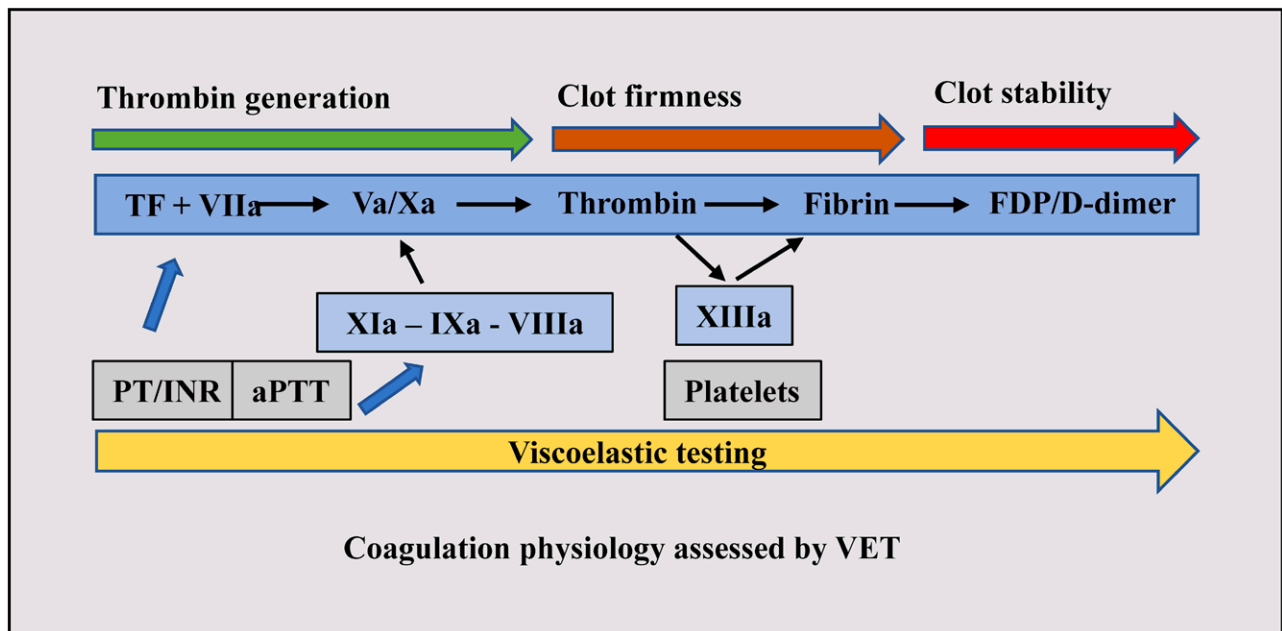 Thrombin generation
Clot firmness
Clot stability
TF + VIIa
Va/Xa
Thrombin
Fibrin
FDP/D-dimer
XIa – IXa - VIIIa
XIIIa
PT/INR
aPTT
Platelets
Viscoelastic testing
Coagulation physiology assessed by VET